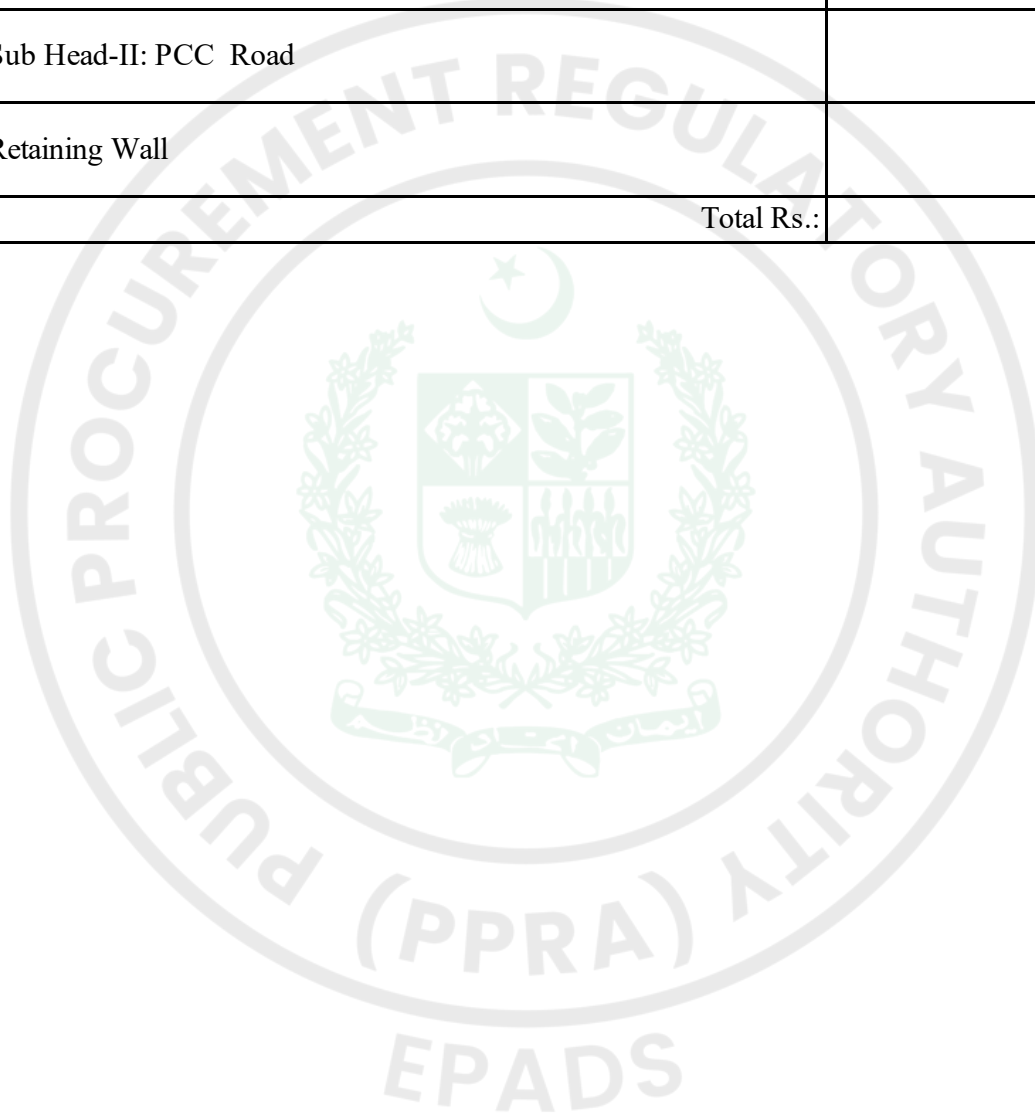 Sub Head-II: PCC Road
Retaining Wall
Total Rs.:
PUBLIC PROCUREMENT REGULATORY AUTHORITY
(PPRA)
EPADS